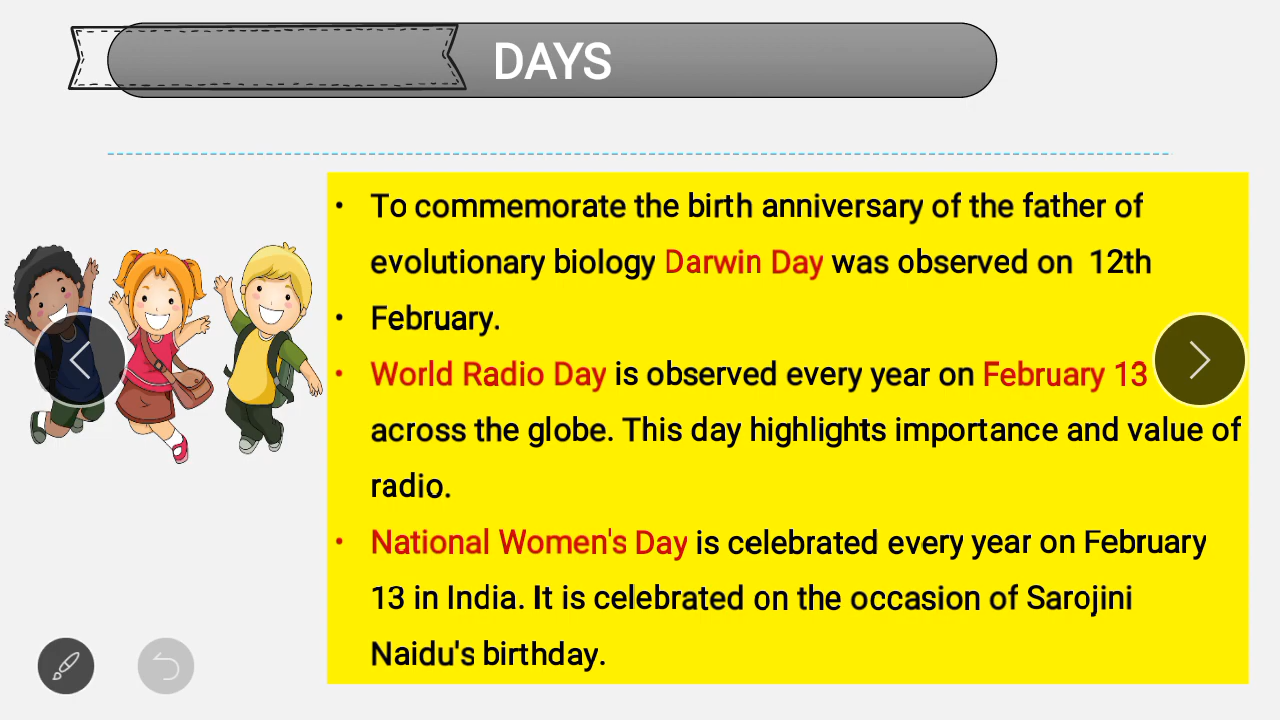 DAYS
• To commemorate the birth anniversary of the father of
evolutionary biology Darwin Day was observed on  12th
• February.
• World Radio Day is observed every year on February 13
across the globe. This day highlights importance and value of
radio.
• National Women's Day is celebrated every year on February
13 in India. It is celebrated on the occasion of Sarojini
Naidu's birthday.